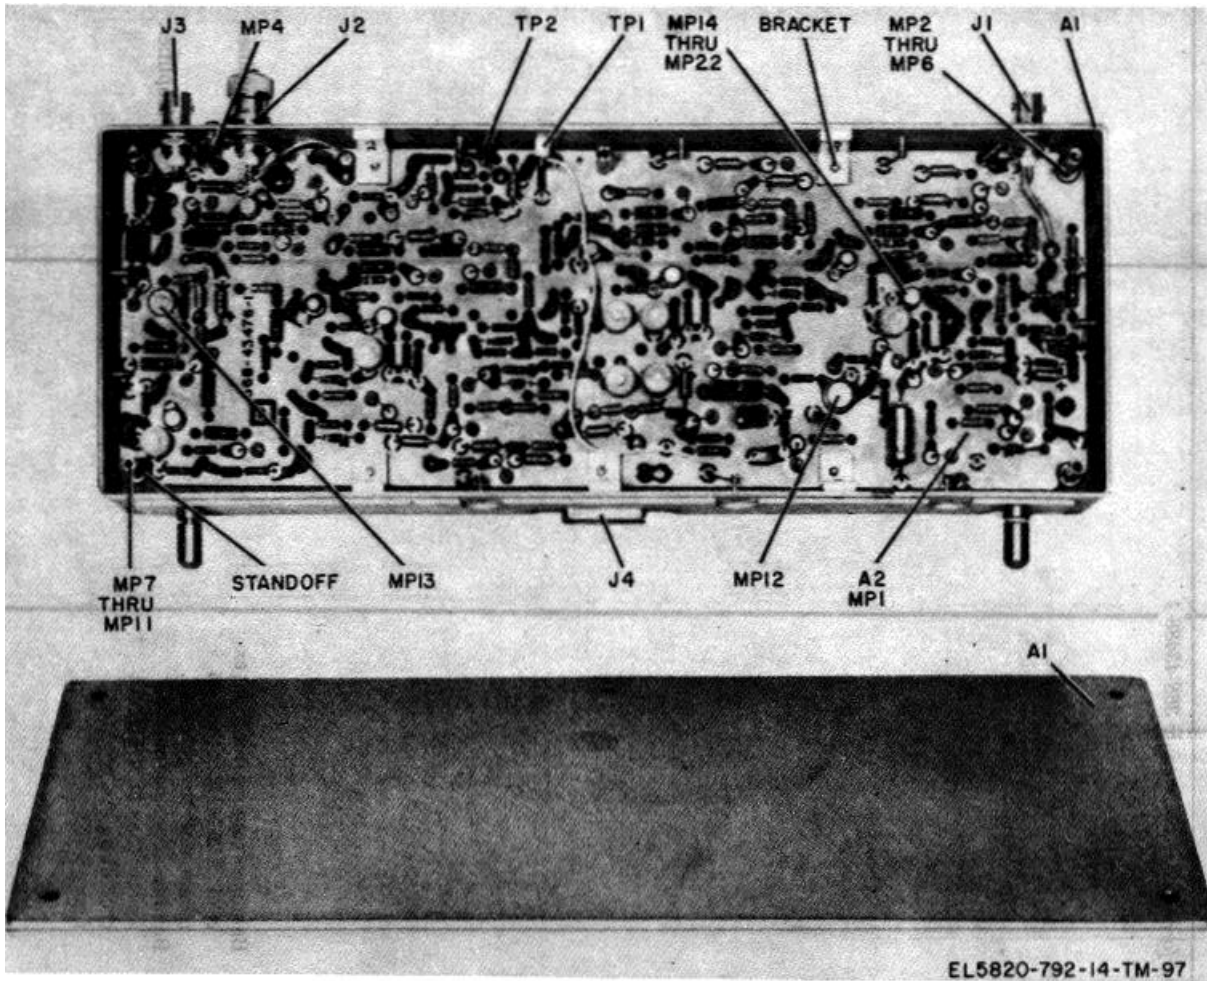 J3
MP4
J2
TP2
TP1
MP14
THRU
MP22
BRACKET
MP2
THRU
MP6
J1
A1
MP7
THRU
MP11
STANDOFF
MP13
J4
MP12
A2
MP1
A1
EL5820-792-14-TM-97